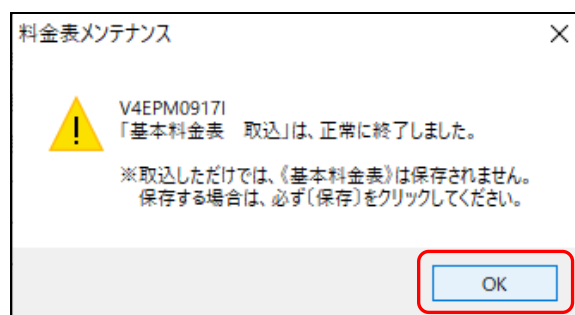 料金表メンテナンス
V4EPM0917I
「基本料金表　取込」は、正常に終了しました。
※取込しただけでは、《基本料金表》は保存されません。
保存する場合は、必ず〔保存〕をクリックしてください。
OK